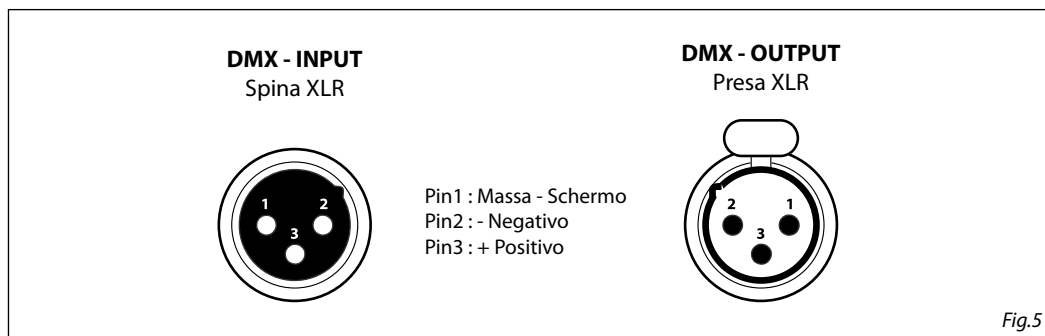 DMX - INPUT
Spina XLR
1
2
3
Pin1 : Massa - Schermo
Pin2 : - Negativo
Pin3 : + Positivo
DMX - OUTPUT
Presa XLR
2
1
3
Fig.5